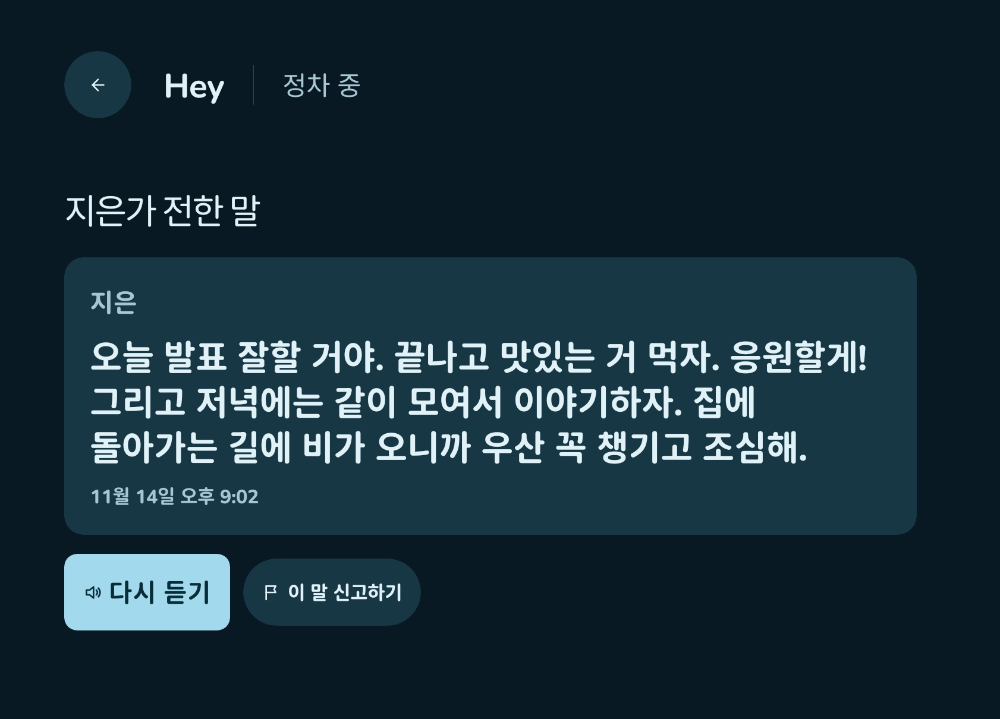 Hey 정차 중
지은가 전한 말
지은
오늘 발표 잘할 거야. 끝나고 맛있는 거 먹자. 응원할게!
그리고 저녁에는 같이 모여서 이야기하자. 집에
돌아가는 길에 비가 오니까 우산 꼭 챙기고 조심해.
11월 14일 오후 9:02
다시 듣기 이 말 신고하기